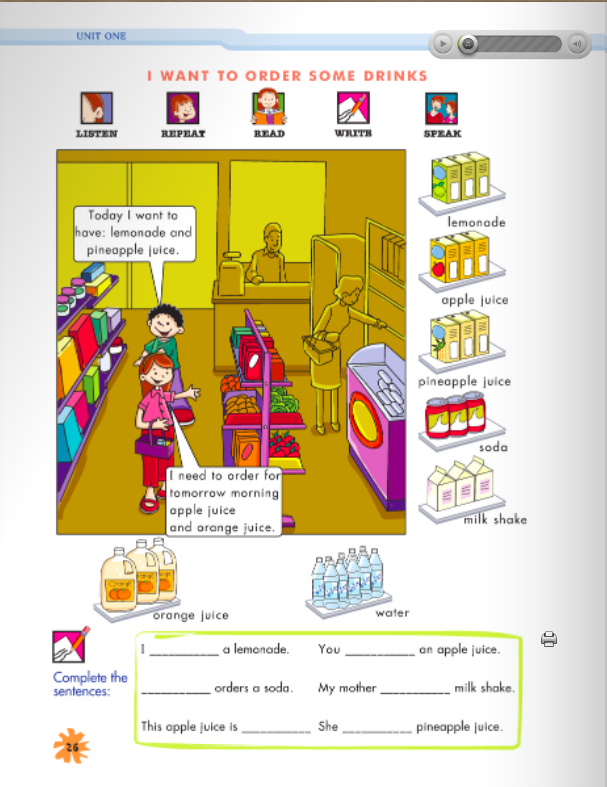 UNIT ONE
I WANT TO ORDER SOME DRINKS
LISTEN
REPEAT
READ
WRITE
SPEAK
Today I want to
have: lemonade and
pineapple juice.
I need to order for
tomorrow morning
apple juice
and orange juice.
lemonade
apple juice
pineapple juice
soda
milk shake
orange juice
water
Complete the
sentences:
I __________ a lemonade.
You __________ an apple juice.
__________ orders a soda.
My mother __________ milk shake.
This apple juice is __________
She __________ pineapple juice.
26